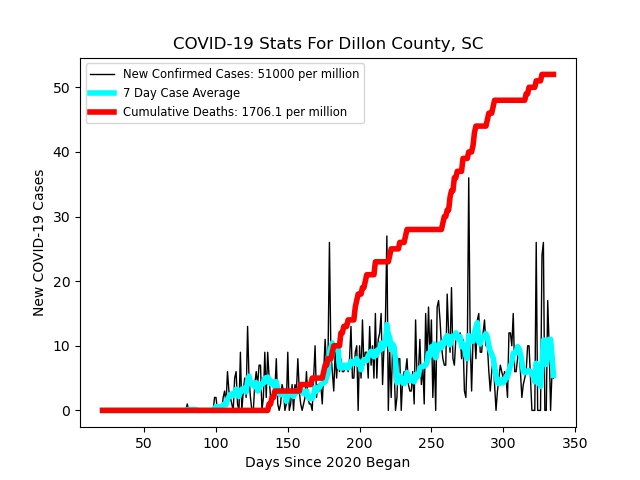 COVID-19 Stats For Dillon County, SC
New Confirmed Cases: 51000 per million
7 Day Case Average
Cumulative Deaths: 1706.1 per million
New COVID-19 Cases
50
40
30
20
10
0
50 100 150 200 250 300 350
Days Since 2020 Began